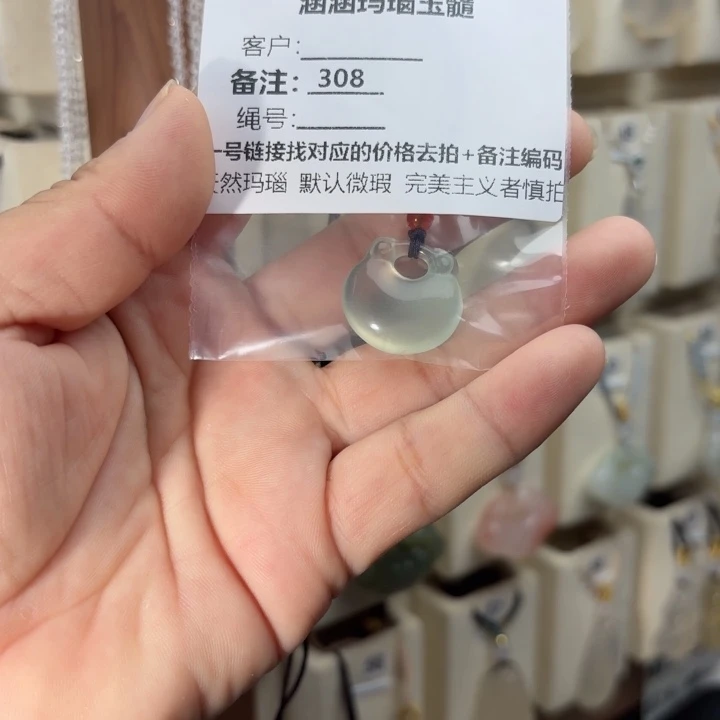 涵涵玛瑙玉髓
客户:
备注: 308
绳号:
一号链接找对应的价格去拍+备注编码
天然玛瑙 默认微瑕 完美主义者慎拍